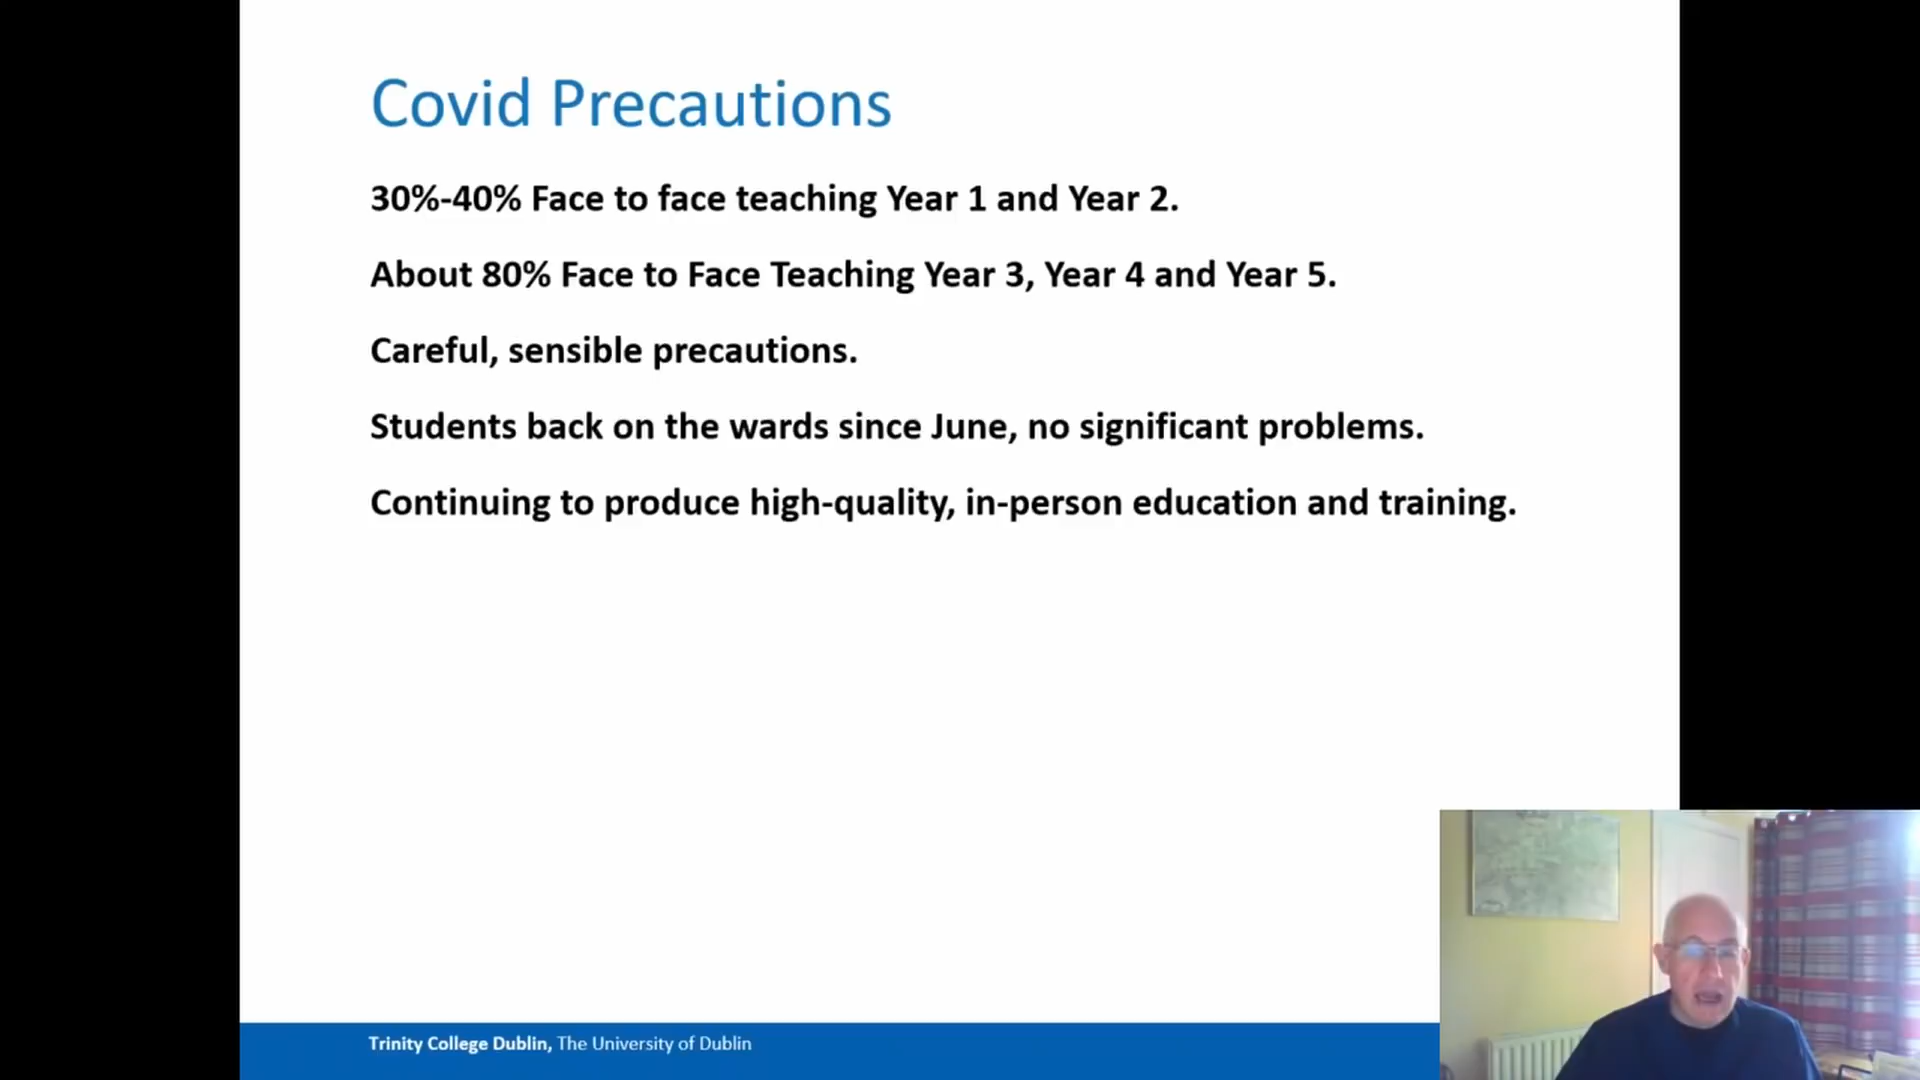 Covid Precautions
30%-40% Face to face teaching Year 1 and Year 2.
About 80% Face to Face Teaching Year 3, Year 4 and Year 5.
Careful, sensible precautions.
Students back on the wards since June, no significant problems.
Continuing to produce high-quality, in-person education and training.
Trinity College Dublin, The University of Dublin